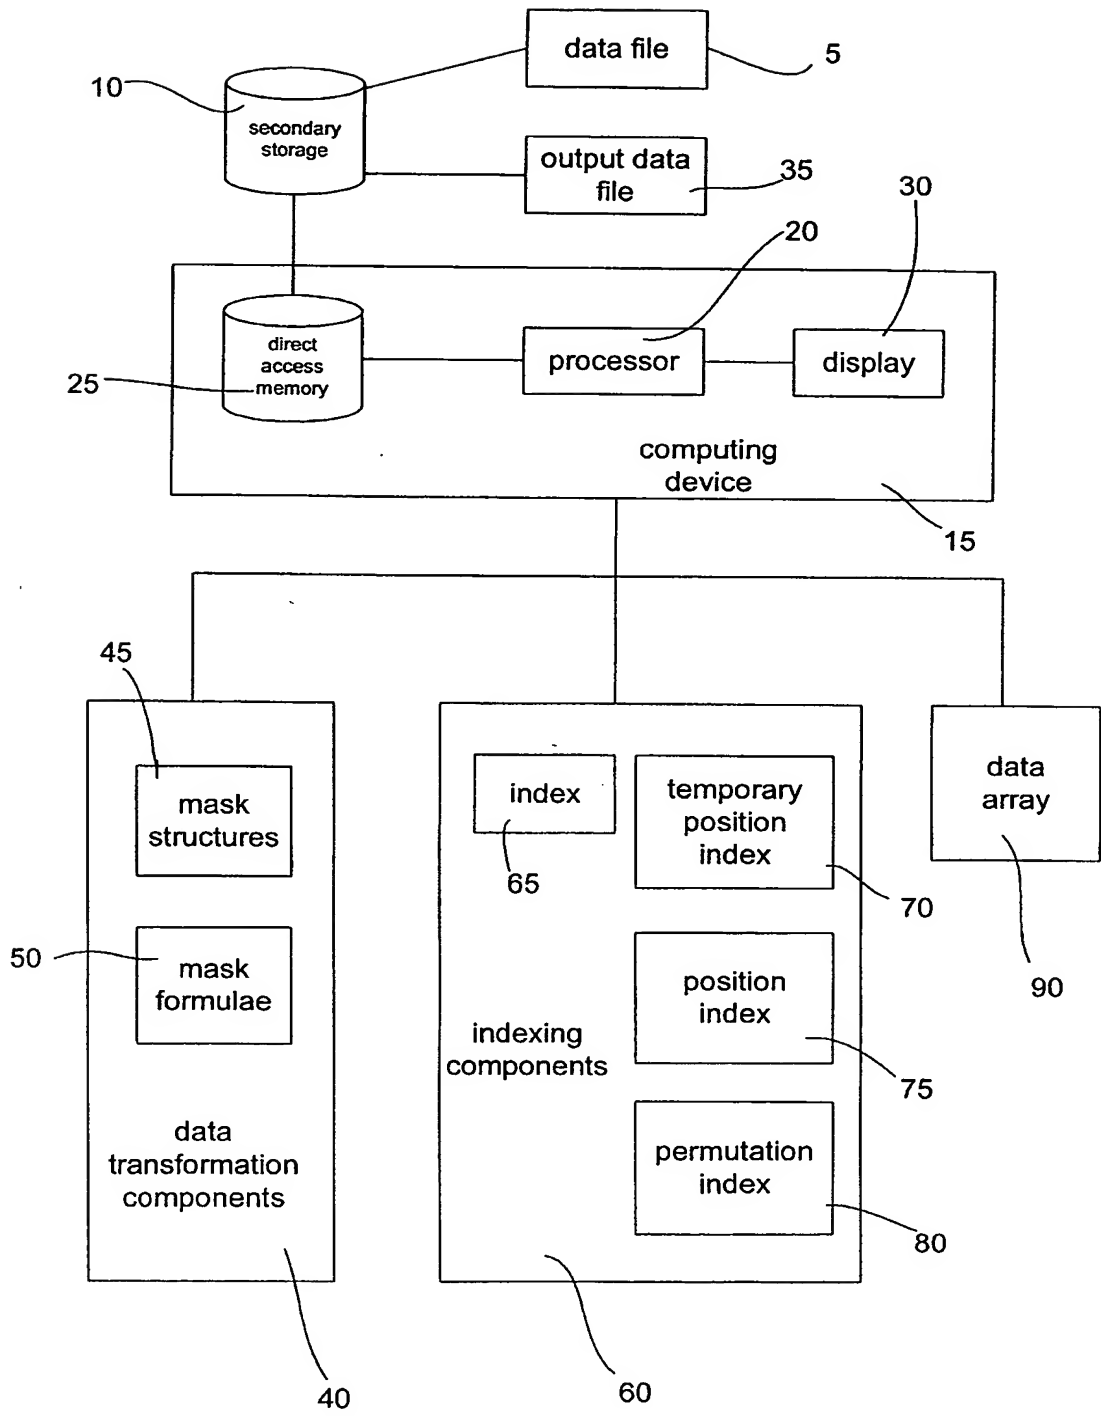 data file
5
10
secondary
storage
output data
file
35
30
20
direct
access
memory
25
processor
display
computing
device
15
45
mask
structures
index
65
temporary
position
index
70
data
array
90
50
mask
formulae
position
index
75
indexing
components
data
transformation
components
permutation
index
80
40
60